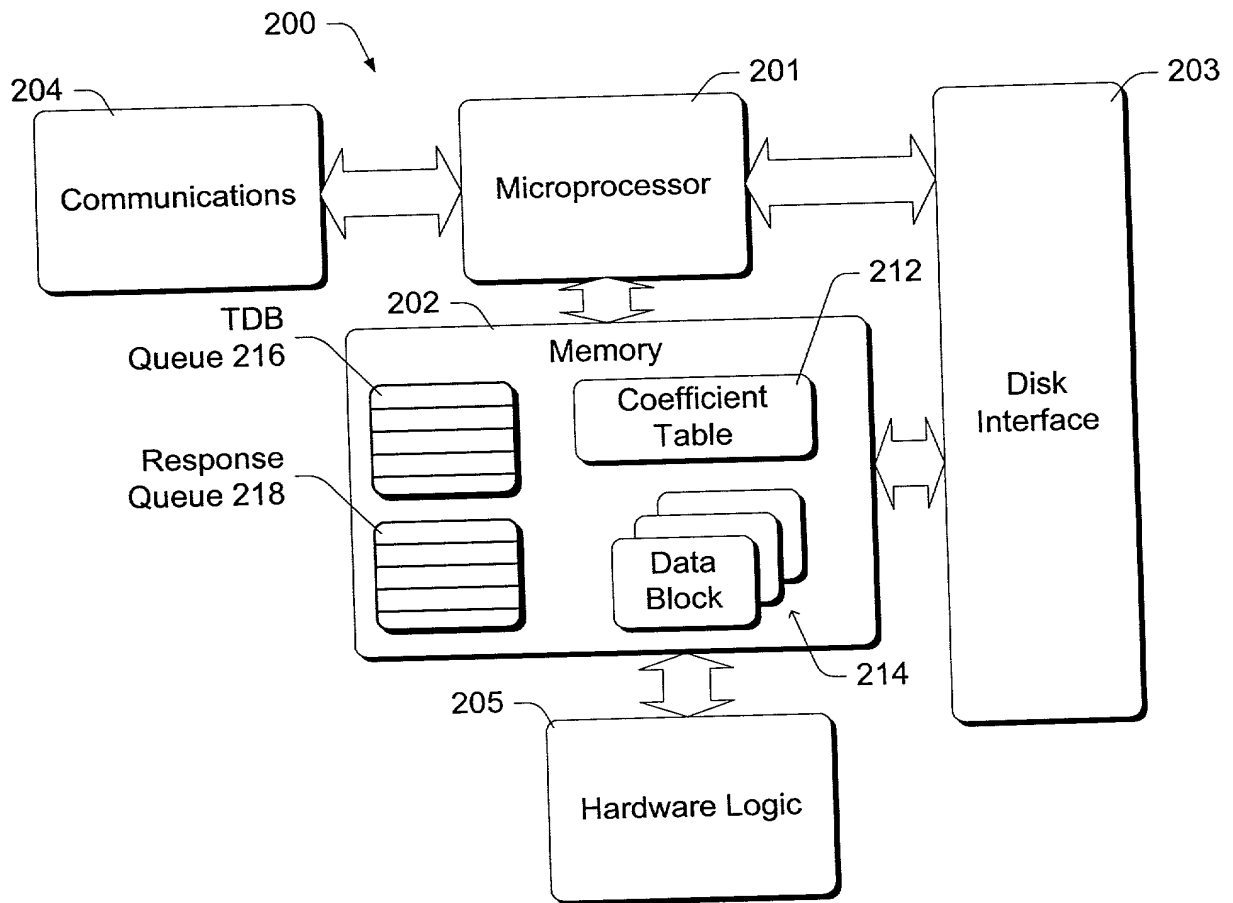 200
204
201
203
Communications
Microprocessor
212
202
TDB
Queue 216
Memory
Coefficient
Table
Disk
Interface
Response
Queue 218
Data
Block
214
205
Hardware Logic